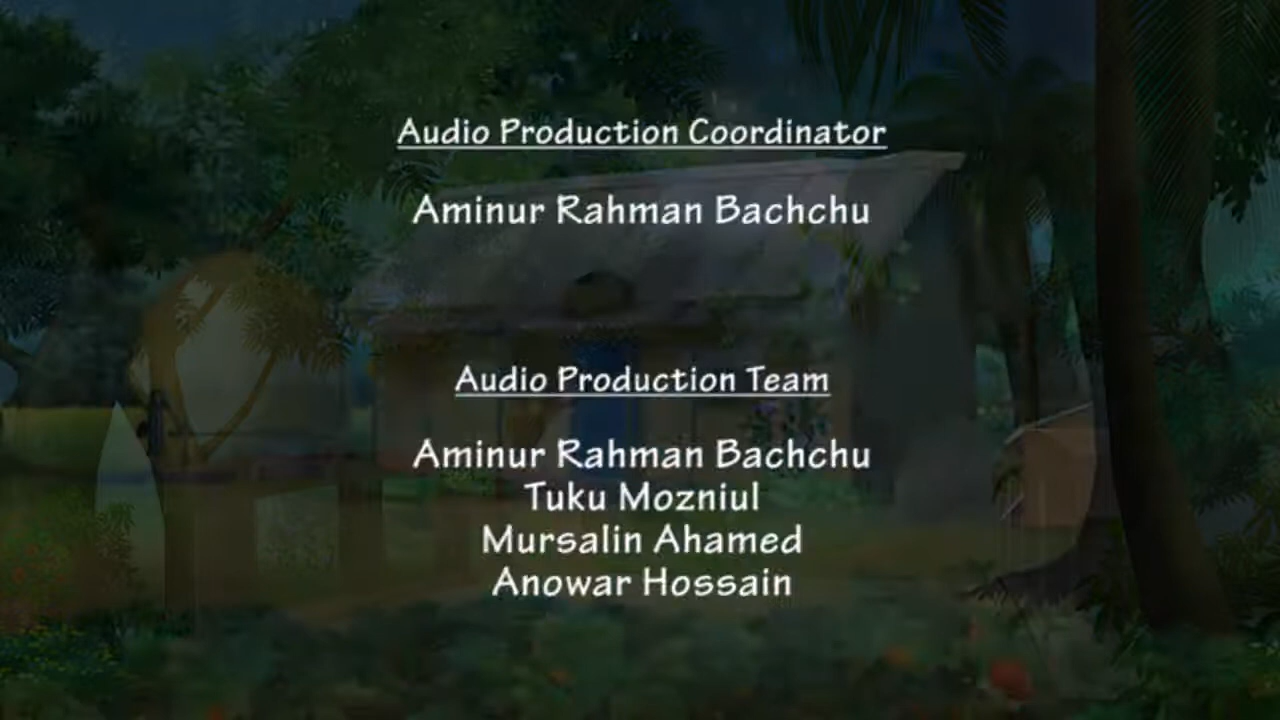 Audio Production Coordinator
Aminur Rahman Bachchu
Audio Production Team
Aminur Rahman Bachchu
Tuku Mozniul
Mursalin Ahamed
Anowar Hossain